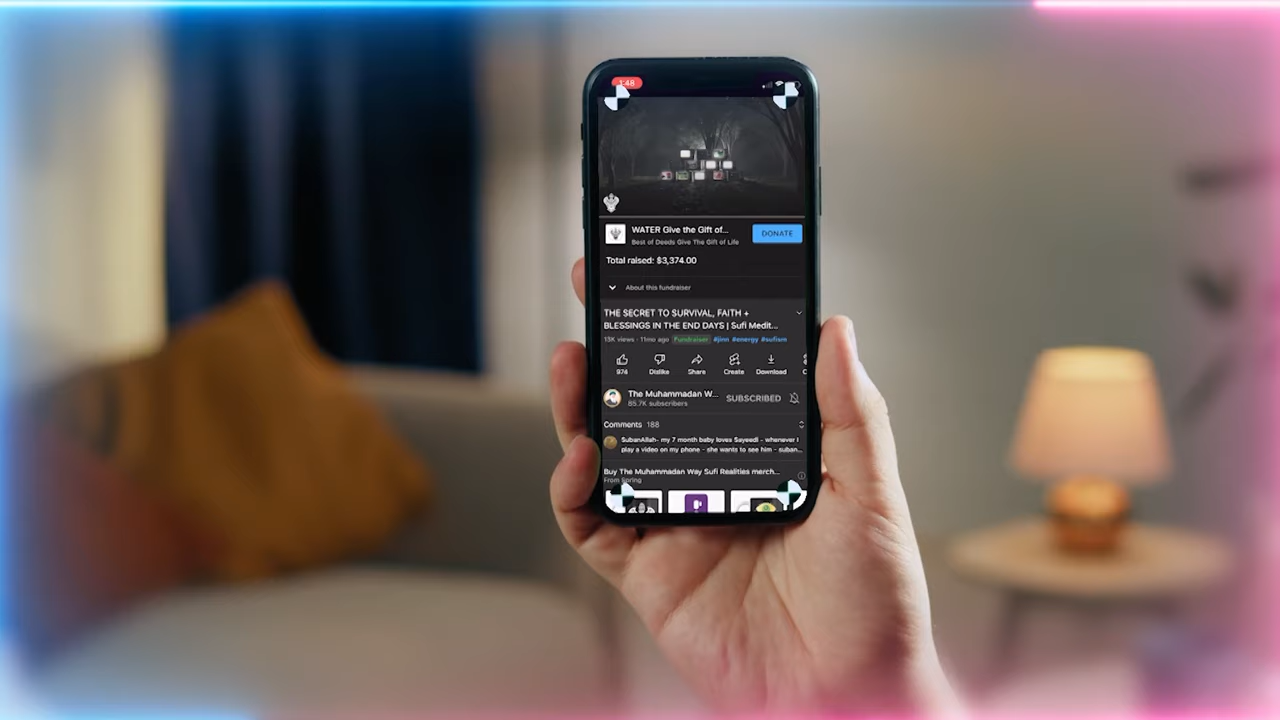 1:48
WATER Give the Gift of...
Best of Deeds Give The Gift of Life
DONATE
Total raised: $3,374.00
About this fundraiser
THE SECRET TO SURVIVAL, FAITH +
BLESSINGS IN THE END DAYS | Sufi Medit...
13K views · 11mo ago Fundraiser #jinn #energy #sufism
974 Dislike Share Create Download
The Muhammadan W... SUBSCRIBED
85.7K subscribers
Comments 188
SubanAllah- my 7 month baby loves Sayeedi - whenever I
play a video on my phone - she wants to see him - suban...
Buy The Muhammadan Way Sufi Realities merch...
From Spring